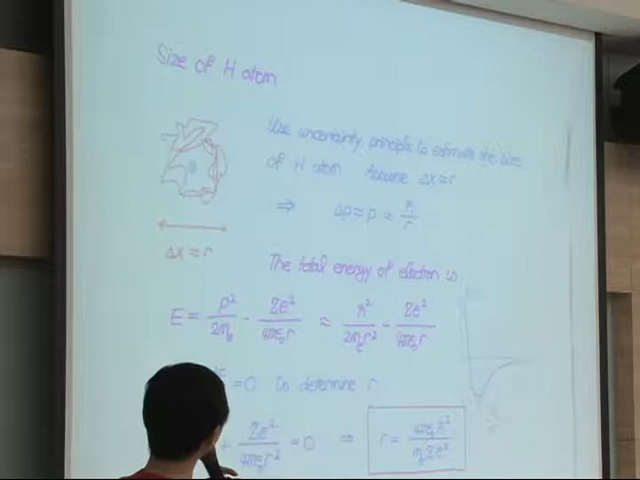 Size of H atom
Use uncertainty principle to estimate the size
of H atom Assume Δx ≈ r
⇒ Δp ≈ p ≈ ħ/r
Δx ≈ r
The total energy of electron is
E = p²/2mₑ - Ze²/4πε₀r ≈ ħ²/2mₑr² - Ze²/4πε₀r
= 0 to determine r
+ Ze²/4πε₀r² = 0 ⇒ r = 4πε₀ħ²/mₑZe²